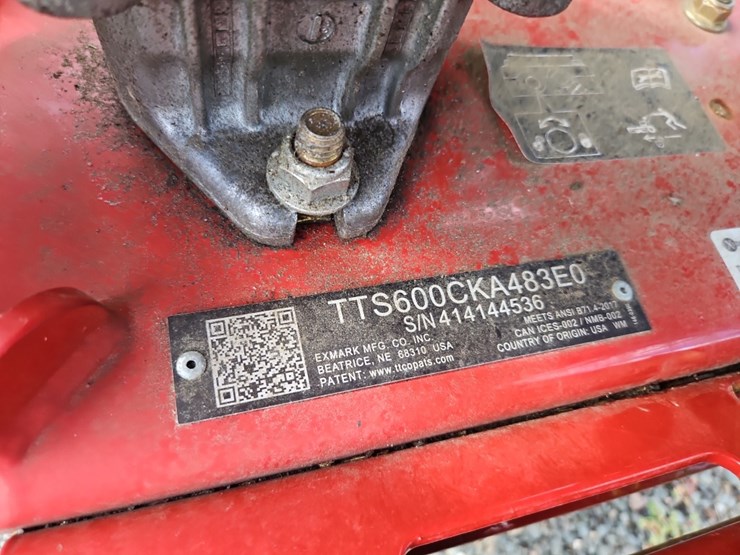 TTS600CKA483E0
S/N 414144536
EXMARK MFG. CO. INC.
BEATRICE, NE 68310 USA
PATENT: www.ttcopats.com
MEETS ANSI B71.4-2017
CAN ICES-002 / NMB-002
COUNTRY OF ORIGIN: USA WM